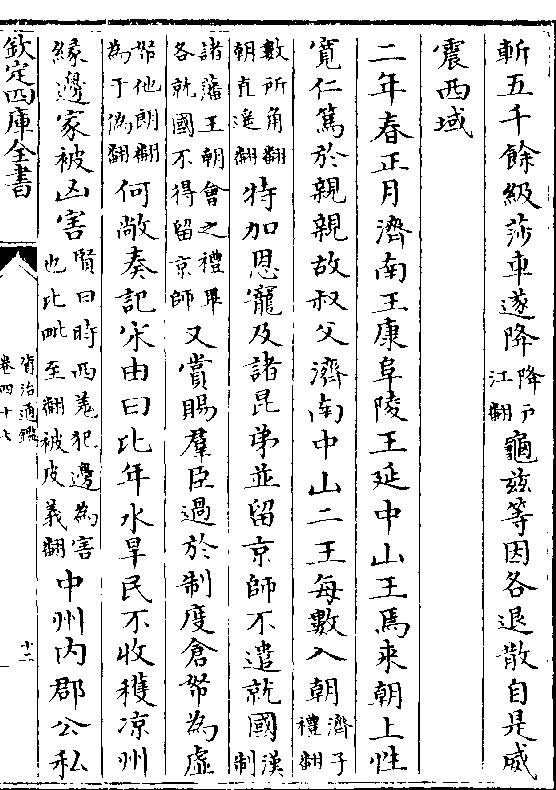 斬五千餘級莎車遂降降戸江翻龜兹等因各退散自是威
震西域
二年春正月濟南王康阜陵王延中山王焉来朝上性
寛仁篤於親親故叔父濟南中山二王每數入朝濟子禮翻
數所角翻朝直遥翻特加恩寵及諸昆弟並留京師不遣就國漢制
諸藩王朝會之禮畢各就國不得留京師又賞賜羣臣過於制度倉帑為虚
帑他朗翻為于偽翻何敞奏記宋由曰比年水旱民不收穫凉州
緣邊家被凶害賢曰時西羌犯邊為害也比毗至翻被皮義翻中州内郡公私
欽定四庫全書
資治通鑑
卷四十七
十二